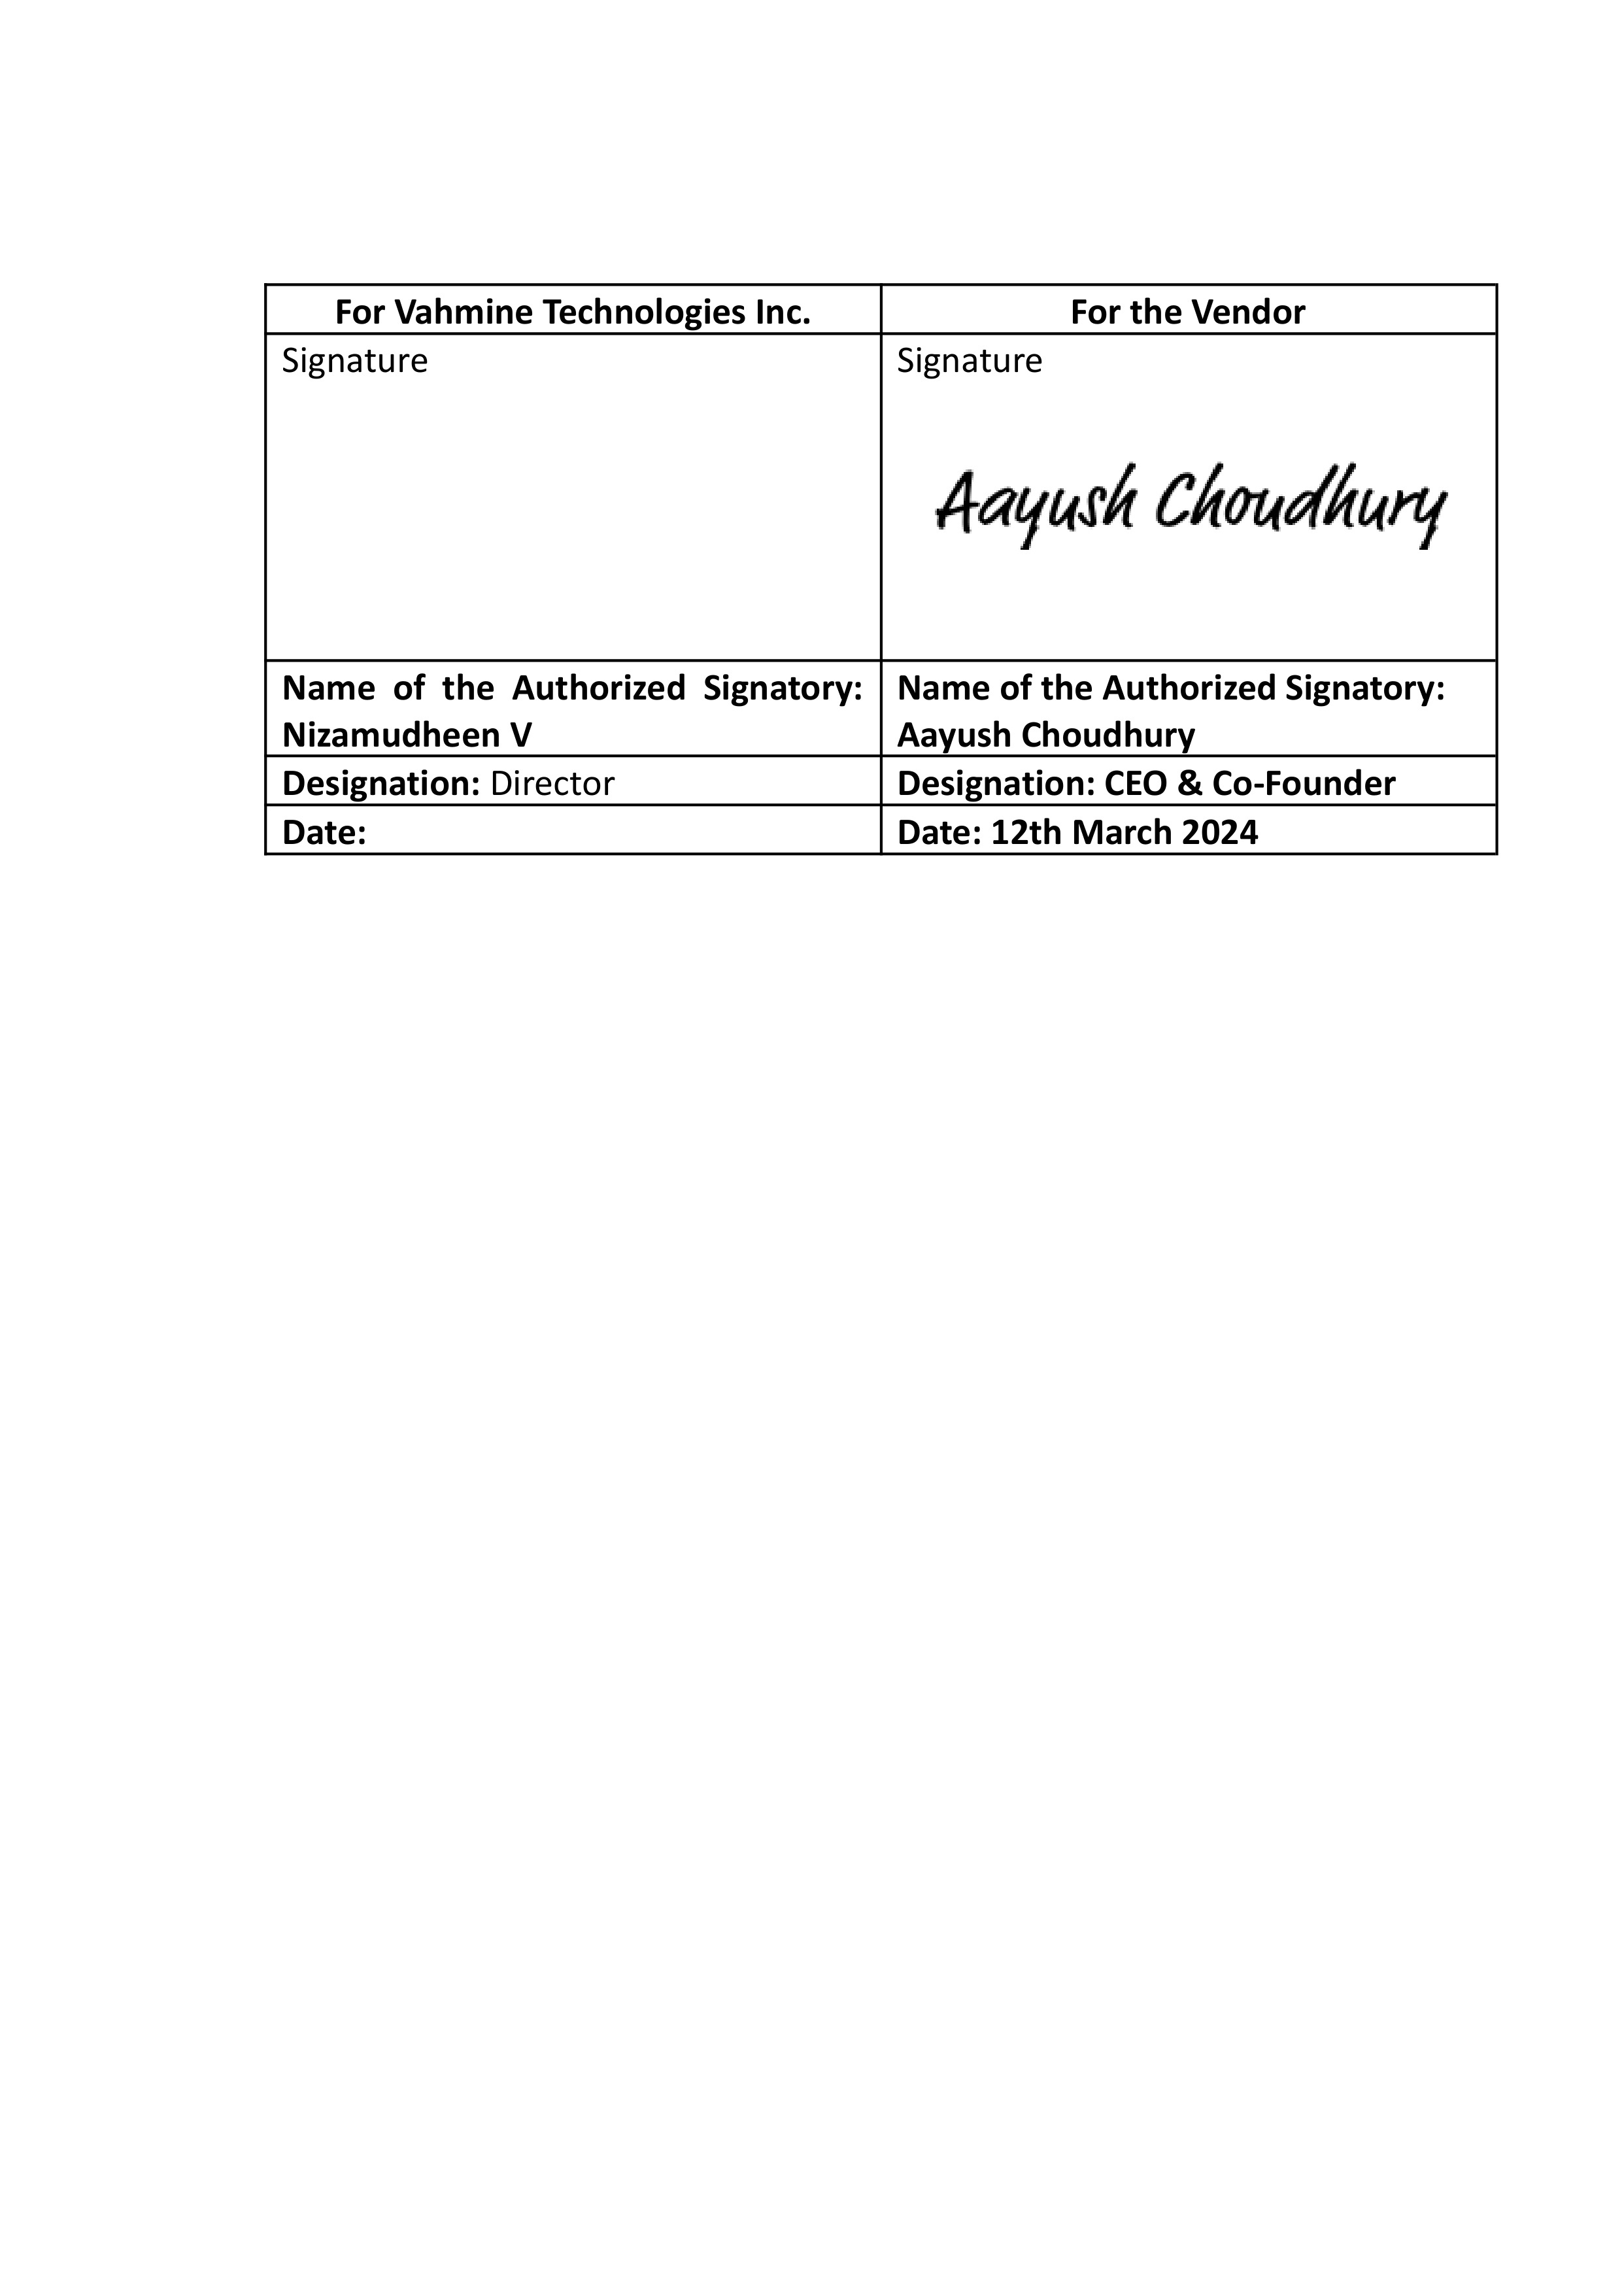 For Vahmine Technologies Inc.
For the Vendor
Signature
Signature
Aayush Choudhury
Name of the Authorized Signatory:
Nizamudheen V
Name of the Authorized Signatory:
Aayush Choudhury
Designation: Director
Designation: CEO & Co-Founder
Date:
Date: 12th March 2024